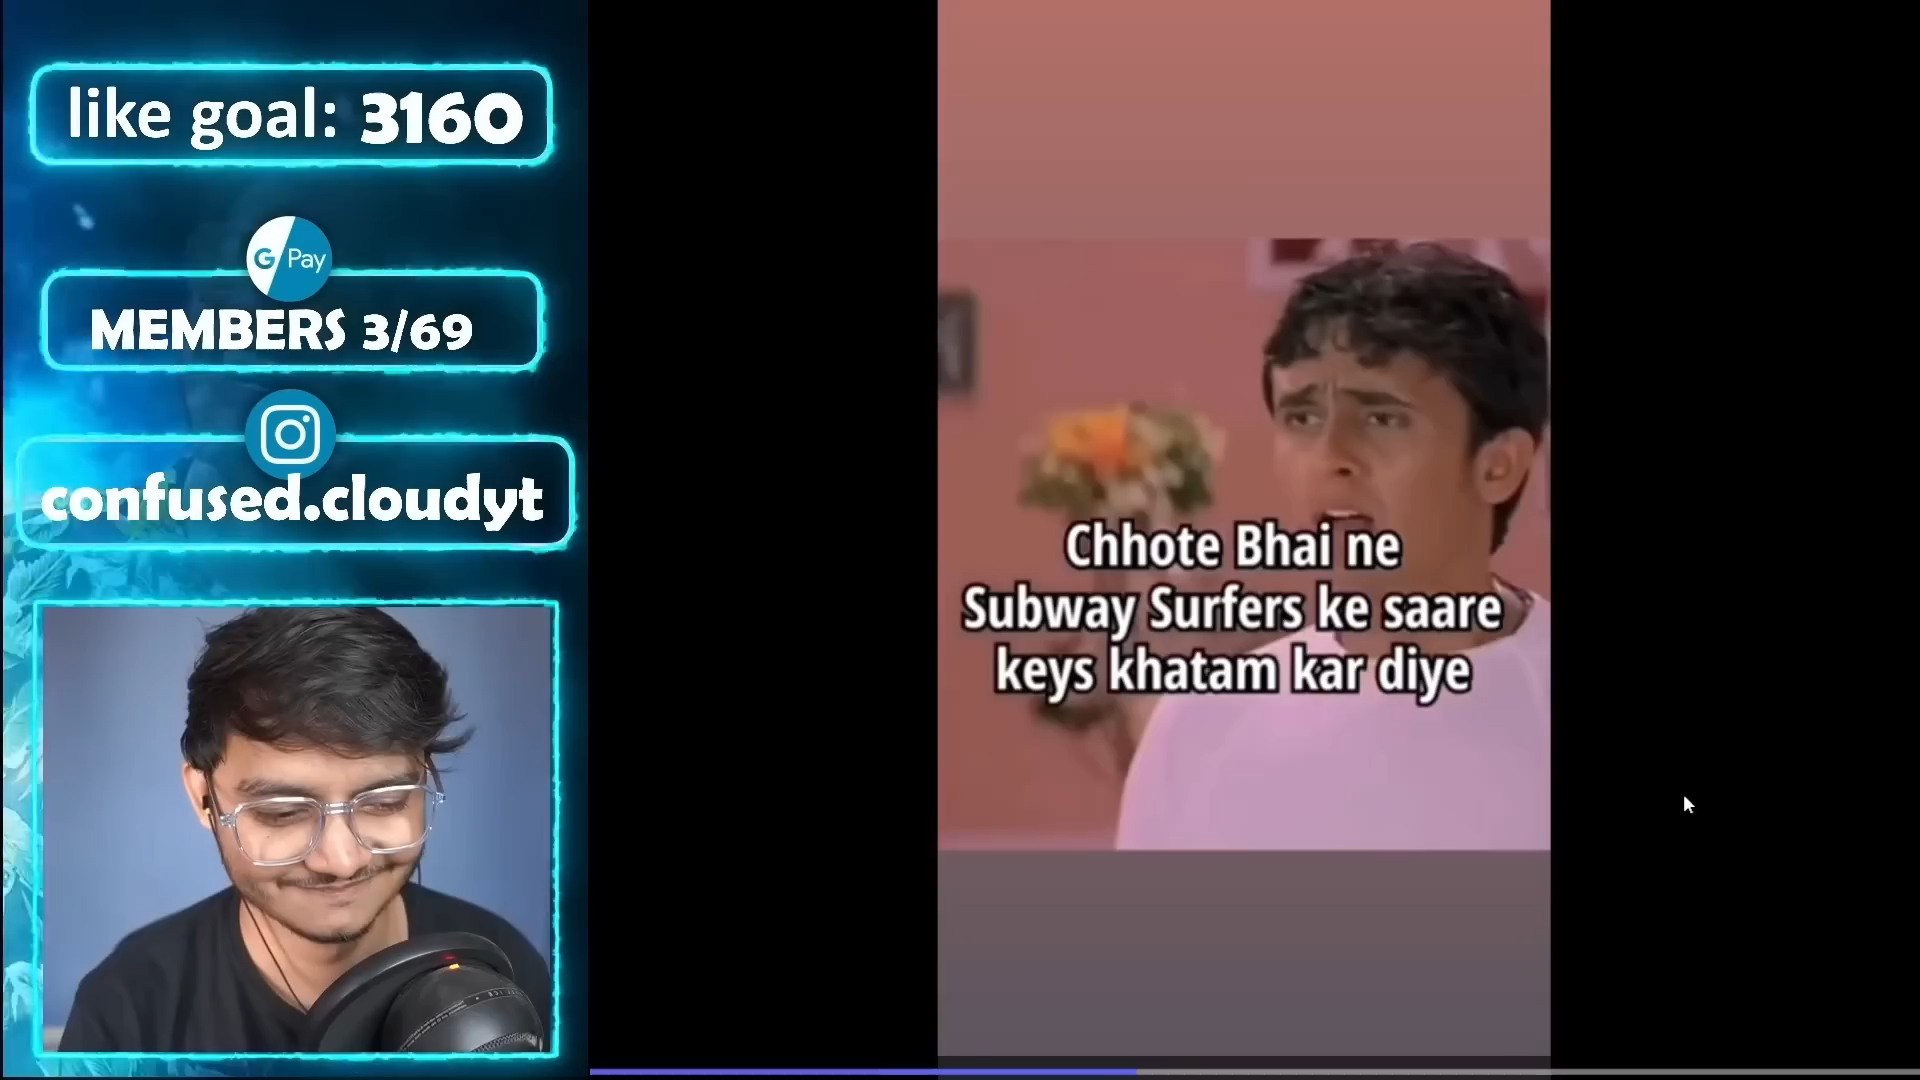 like goal: 3160
G Pay
MEMBERS 3/69
confused.cloudyt
Chhote Bhai ne
Subway Surfers ke saare
keys khatam kar diye